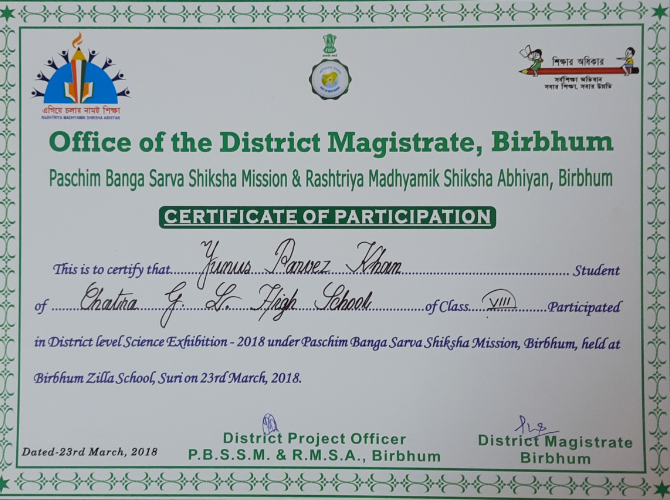 এগিয়ে চলার নামই শিক্ষা
RASHTRIYA MADHYAMIK SHIKSHA ABHIYAN
শিক্ষার অধিকার
সর্বশিক্ষা অভিযান
সবার শিক্ষা, সবার উন্নতি
Office of the District Magistrate, Birbhum
Paschim Banga Sarva Shiksha Mission & Rashtriya Madhyamik Shiksha Abhiyan, Birbhum
CERTIFICATE OF PARTICIPATION
This is to certify that Yunus Parvez Khan Student
of Chatra G. L. High School of Class VIII Participated
in District level Science Exhibition - 2018 under Paschim Banga Sarva Shiksha Mission, Birbhum, held at
Birbhum Zilla School, Suri on 23rd March, 2018.
Dated-23rd March, 2018
District Project Officer
P.B.S.S.M. & R.M.S.A., Birbhum
District Magistrate
Birbhum